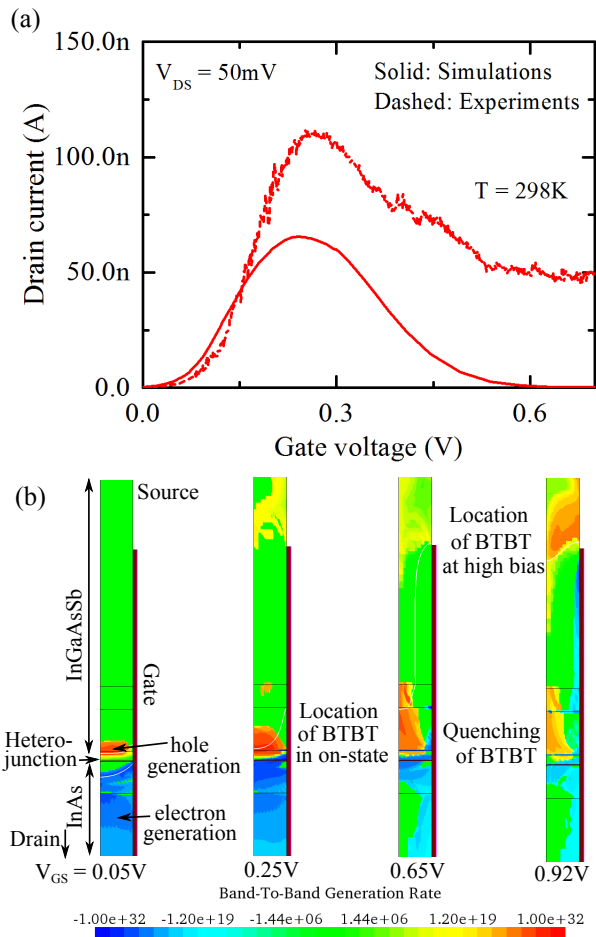 (a)
150.0n
100.0n
50.0n
0.0
Drain current (A)
V_DS = 50mV
Solid: Simulations
Dashed: Experiments
T = 298K
0.0
0.3
0.6
Gate voltage (V)
(b)
Source
InGaAsSb
Gate
Hetero-
junction
hole
generation
InAs
electron
generation
Drain
Location
of BTBT
in on-state
Location
of BTBT
at high bias
Quenching
of BTBT
V_GS = 0.05V
0.25V
0.65V
0.92V
Band-To-Band Generation Rate
-1.00e+32 -1.20e+19 -1.44e+06 1.44e+06 1.20e+19 1.00e+32